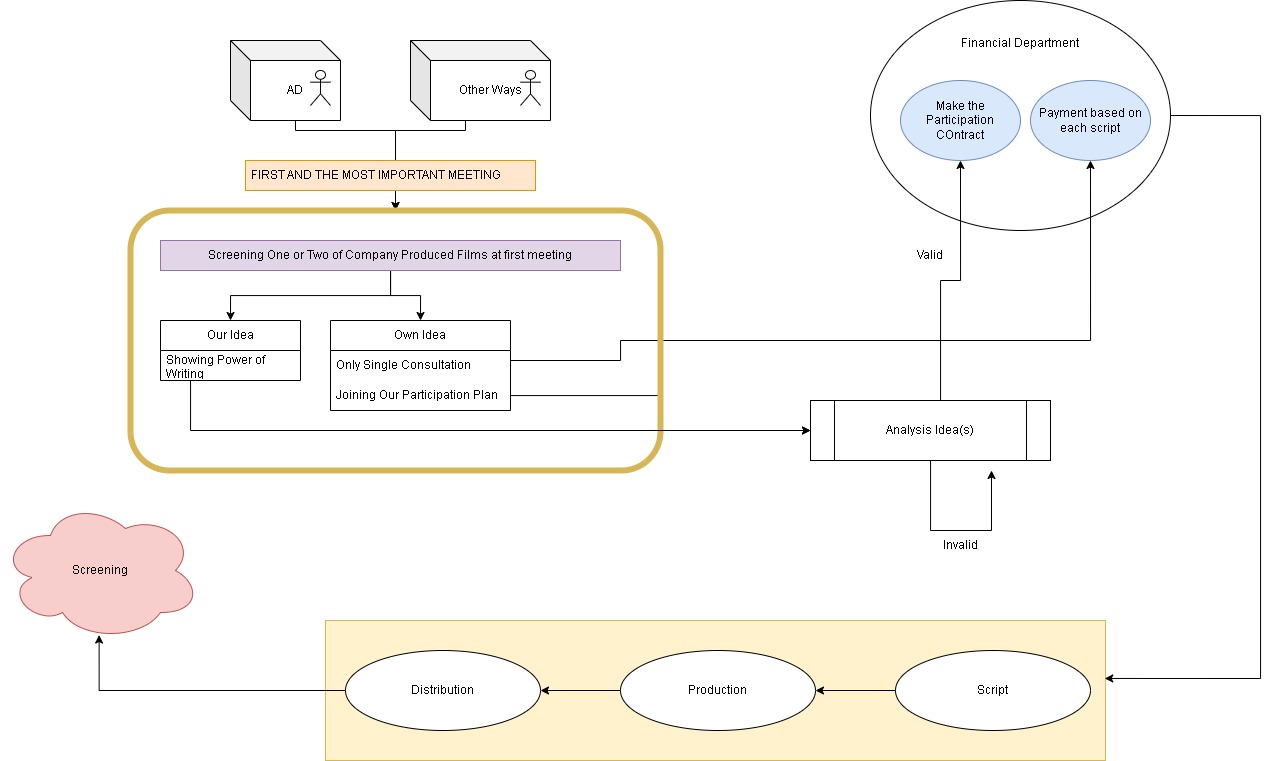 Financial Department
AD
Other Ways
Make the
Participation
COntract
Payment based on
each script
FIRST AND THE MOST IMPORTANT MEETING
Screening One or Two of Company Produced Films at first meeting
Valid
Our Idea
Own Idea
Showing Power of
Writing
Only Single Consultation
Joining Our Participation Plan
Analysis Idea(s)
Invalid
Screening
Distribution
Production
Script